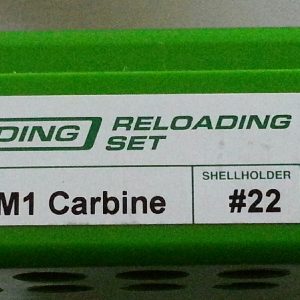 DING RELOADING
SET
M1 Carbine
SHELLHOLDER
#22